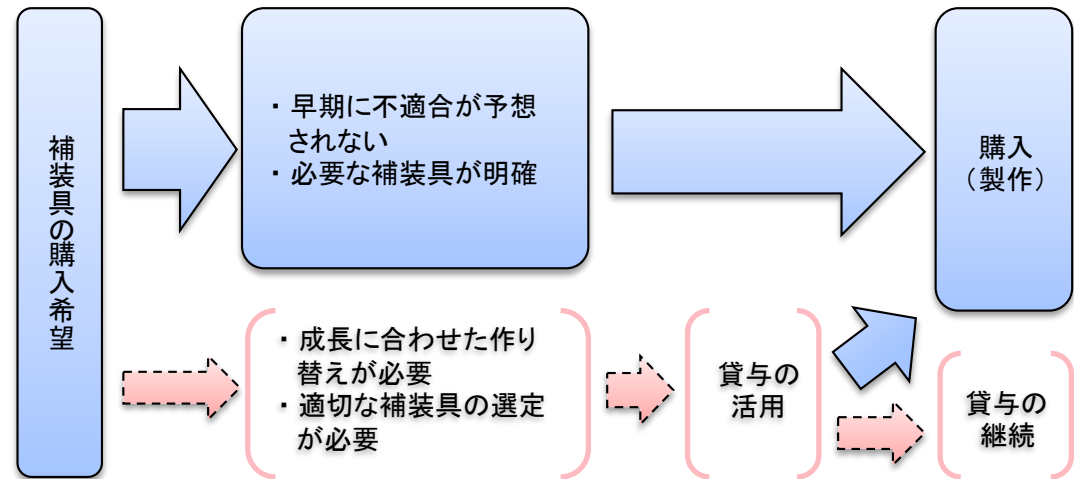 補装具の購入希望
・早期に不適合が予想
されない
・必要な補装具が明確
購入
（製作）
・成長に合わせた作り
替えが必要
・適切な補装具の選定
が必要
貸与の
活用
貸与の
継続